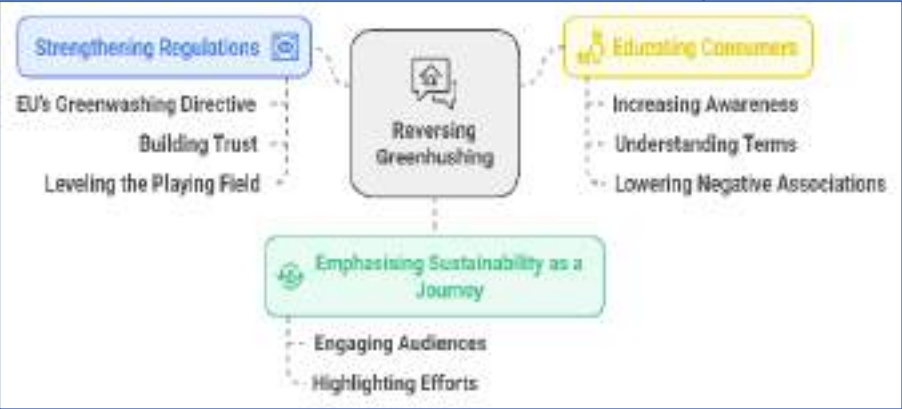 Strengthening Regulations
EU's Greenwashing Directive
Building Trust
Leveling the Playing Field
Reversing
Greenhushing
Educating Consumers
Increasing Awareness
Understanding Terms
Lowering Negative Associations
Emphasising Sustainability as a
Journey
Engaging Audiences
Highlighting Efforts